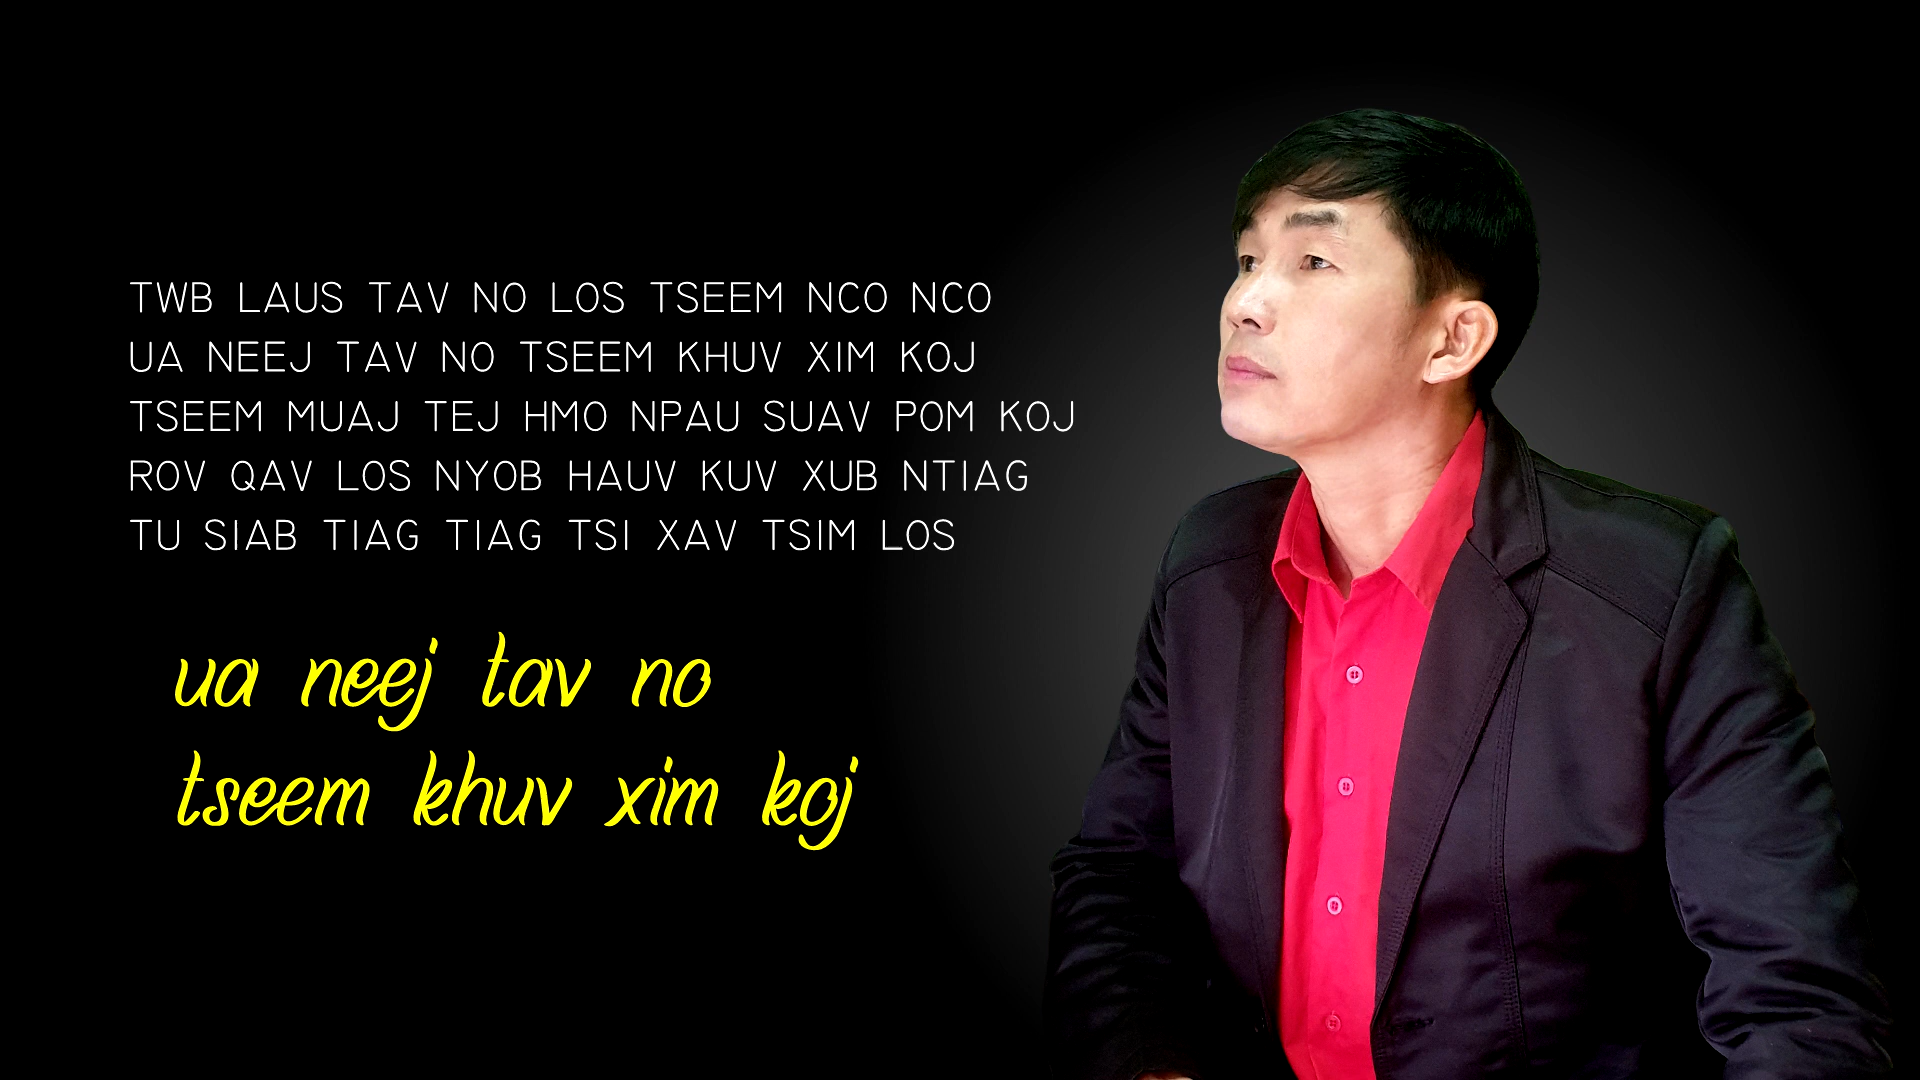 TWB LAUS TAV NO LOS TSEEM NCO NCO
UA NEEJ TAV NO TSEEM KHUV XIM KOJ
TSEEM MUAJ TEJ HMO NPAU SUAV POM KOJ
ROV QAV LOS NYOB HAUV KUV XUB NTIAG
TU SIAB TIAG TIAG TSI XAV TSIM LOS
ua neej tav no
tseem khuv xim koj